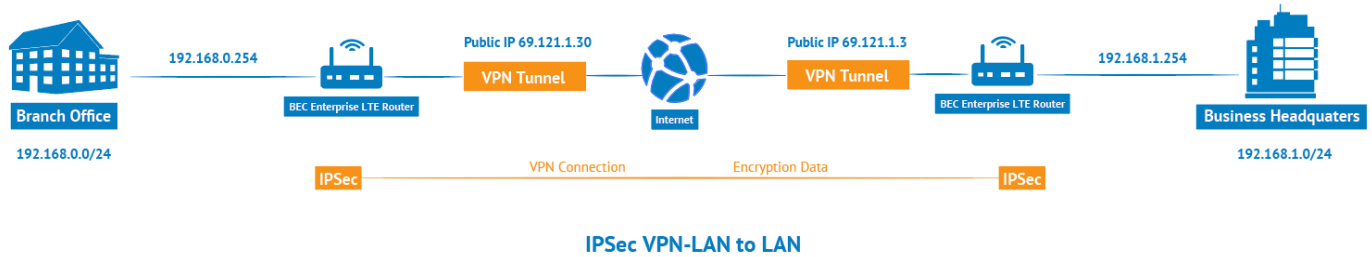 Public IP 69.121.1.30
Public IP 69.121.1.3
192.168.0.254
192.168.1.254
VPN Tunnel
VPN Tunnel
BEC Enterprise LTE Router
BEC Enterprise LTE Router
Branch Office
Internet
Business Headquaters
192.168.0.0/24
192.168.1.0/24
VPN Connection
Encryption Data
IPSec
IPSec
IPSec VPN-LAN to LAN